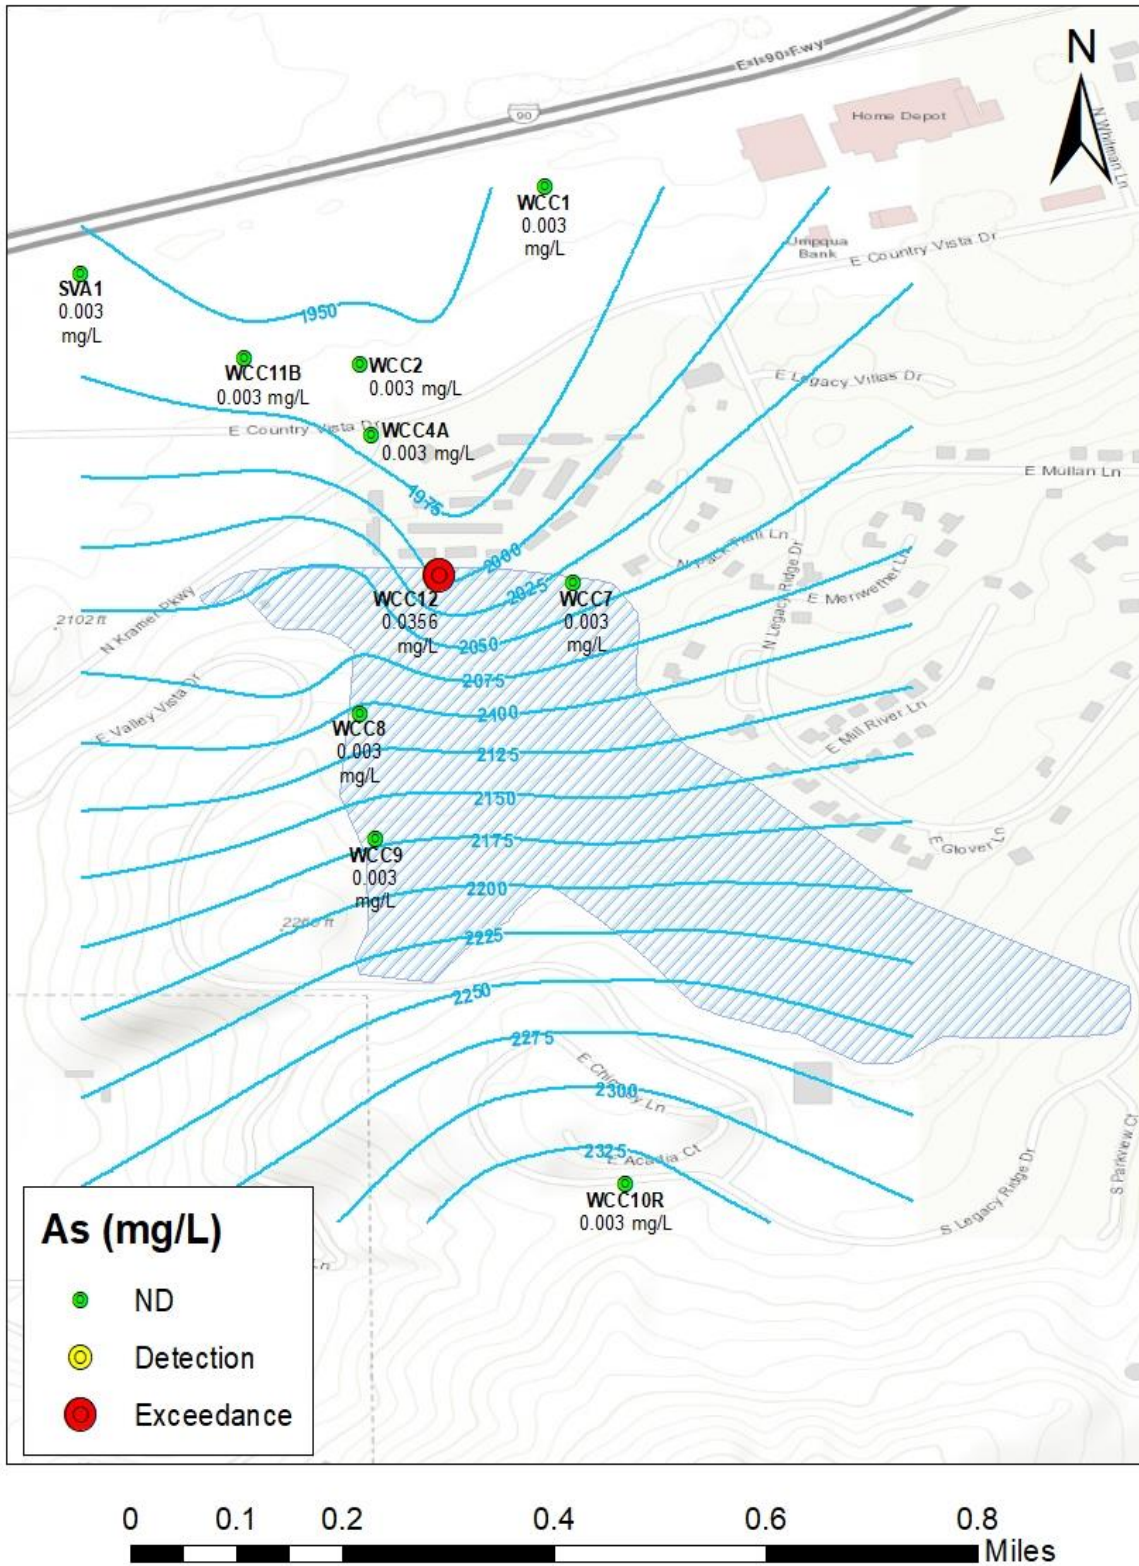 E I-90 Fwy
90
N
Home Depot
N Whitman Ln
WCC1
0.003
mg/L
Umpqua
Bank
E Country Vista Dr
SVA1
0.003
mg/L
1950
WCC11B
0.003 mg/L
WCC2
0.003 mg/L
E Legacy Villas Dr
E Country Vista Dr
WCC4A
0.003 mg/L
E Mullan Ln
1975
N Pack Trail Ln
2000
2025
WCC12
0.0356
mg/L
WCC7
0.003
mg/L
N Legacy Ridge Dr
E Meriwether Ln
2102 ft
N Kramer Pkwy
2050
2075
E Valley Vista Dr
2100
WCC8
0.003
mg/L
E Mill River Ln
2125
2150
2175
WCC9
0.003
mg/L
E Glover Ln
2200
2260 ft
2225
2250
2275
2300
2325
E Acadia Ct
WCC10R
0.003 mg/L
S Legacy Ridge Dr
S Parkview Ct
Ln
As (mg/L)
ND
Detection
Exceedance
0 0.1 0.2 0.4 0.6 0.8
Miles